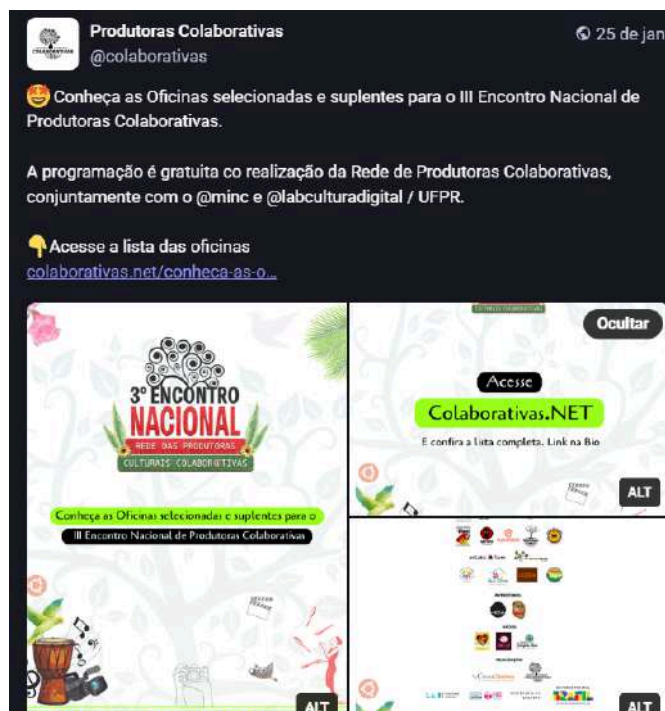 Produtoras Colaborativas
25 de jan
@colaborativas
Conheça as Oficinas selecionadas e suplentes para o III Encontro Nacional de
Produtoras Colaborativas.
A programação é gratuita co realização da Rede de Produtoras Colaborativas,
conjuntamente com o @minc e @labculturadigital / UFPR.
Acesse a lista das oficinas
colaborativas.net/conheca-as-o...
3º ENCONTRO
NACIONAL
REDE DAS PRODUTORAS
CULTURAIS COLABOR@TIVAS
Conheça as Oficinas selecionadas e suplentes para o
III Encontro Nacional de Produtoras Colaborativas
ALT
Ocultar
Acesse
Colaborativas.NET
E confira a lista completa. Link na Bio
ALT
ALT